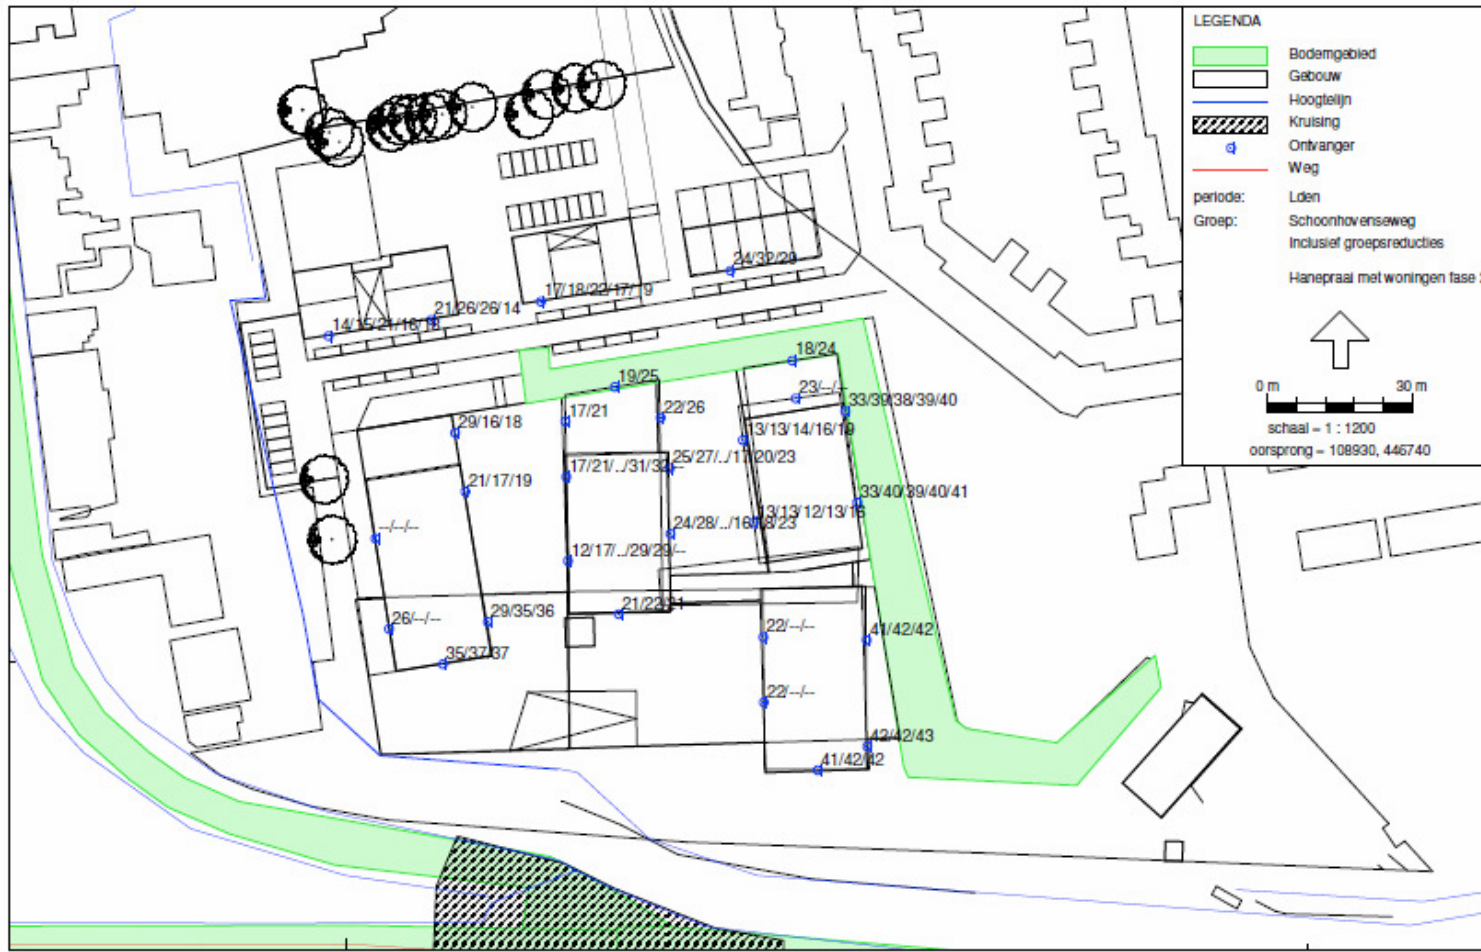 LEGENDA
Bodemgebied
Gebouw
Hoogtelijn
Kruising
Ontvanger
Weg
periode: Lden
Groep: Schoonhovenseweg
Inclusief groepsreducties
Hanepraal met woningen fase
0 m 30 m
schaal = 1 : 1200
oorsprong = 108930, 446740
24/32/29
17/18/22/17/19
21/26/26/14
18/24
19/25
23/--/--
33/39/38/39/40
17/21
22/26
29/16/18
13/13/14/16/19
25/27/../17/20/23
17/21/../31/32/--
21/17/19
33/40/39/40/41
13/13/12/13/16
24/28/../16/18/23
--/--/--
12/17/../29/29/--
21/22/21
29/35/36
26/--/--
22/--/--
41/42/42
35/37/37
22/--/--
42/42/43
41/42/42